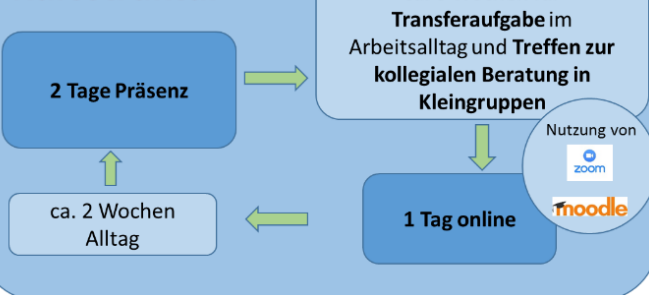 Transferaufgabe im
Arbeitsalltag und Treffen zur
kollegialen Beratung in
Kleingruppen
2 Tage Präsenz
Nutzung von
zoom
moodle
1 Tag online
ca. 2 Wochen
Alltag